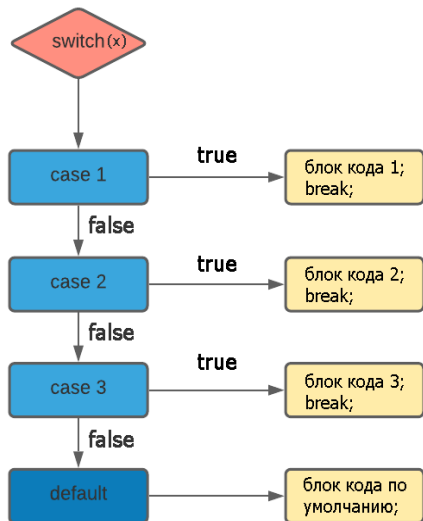 switch(x)
case 1
true
блок кода 1;
break;
false
case 2
true
блок кода 2;
break;
false
case 3
true
блок кода 3;
break;
false
default
блок кода по
умолчанию;